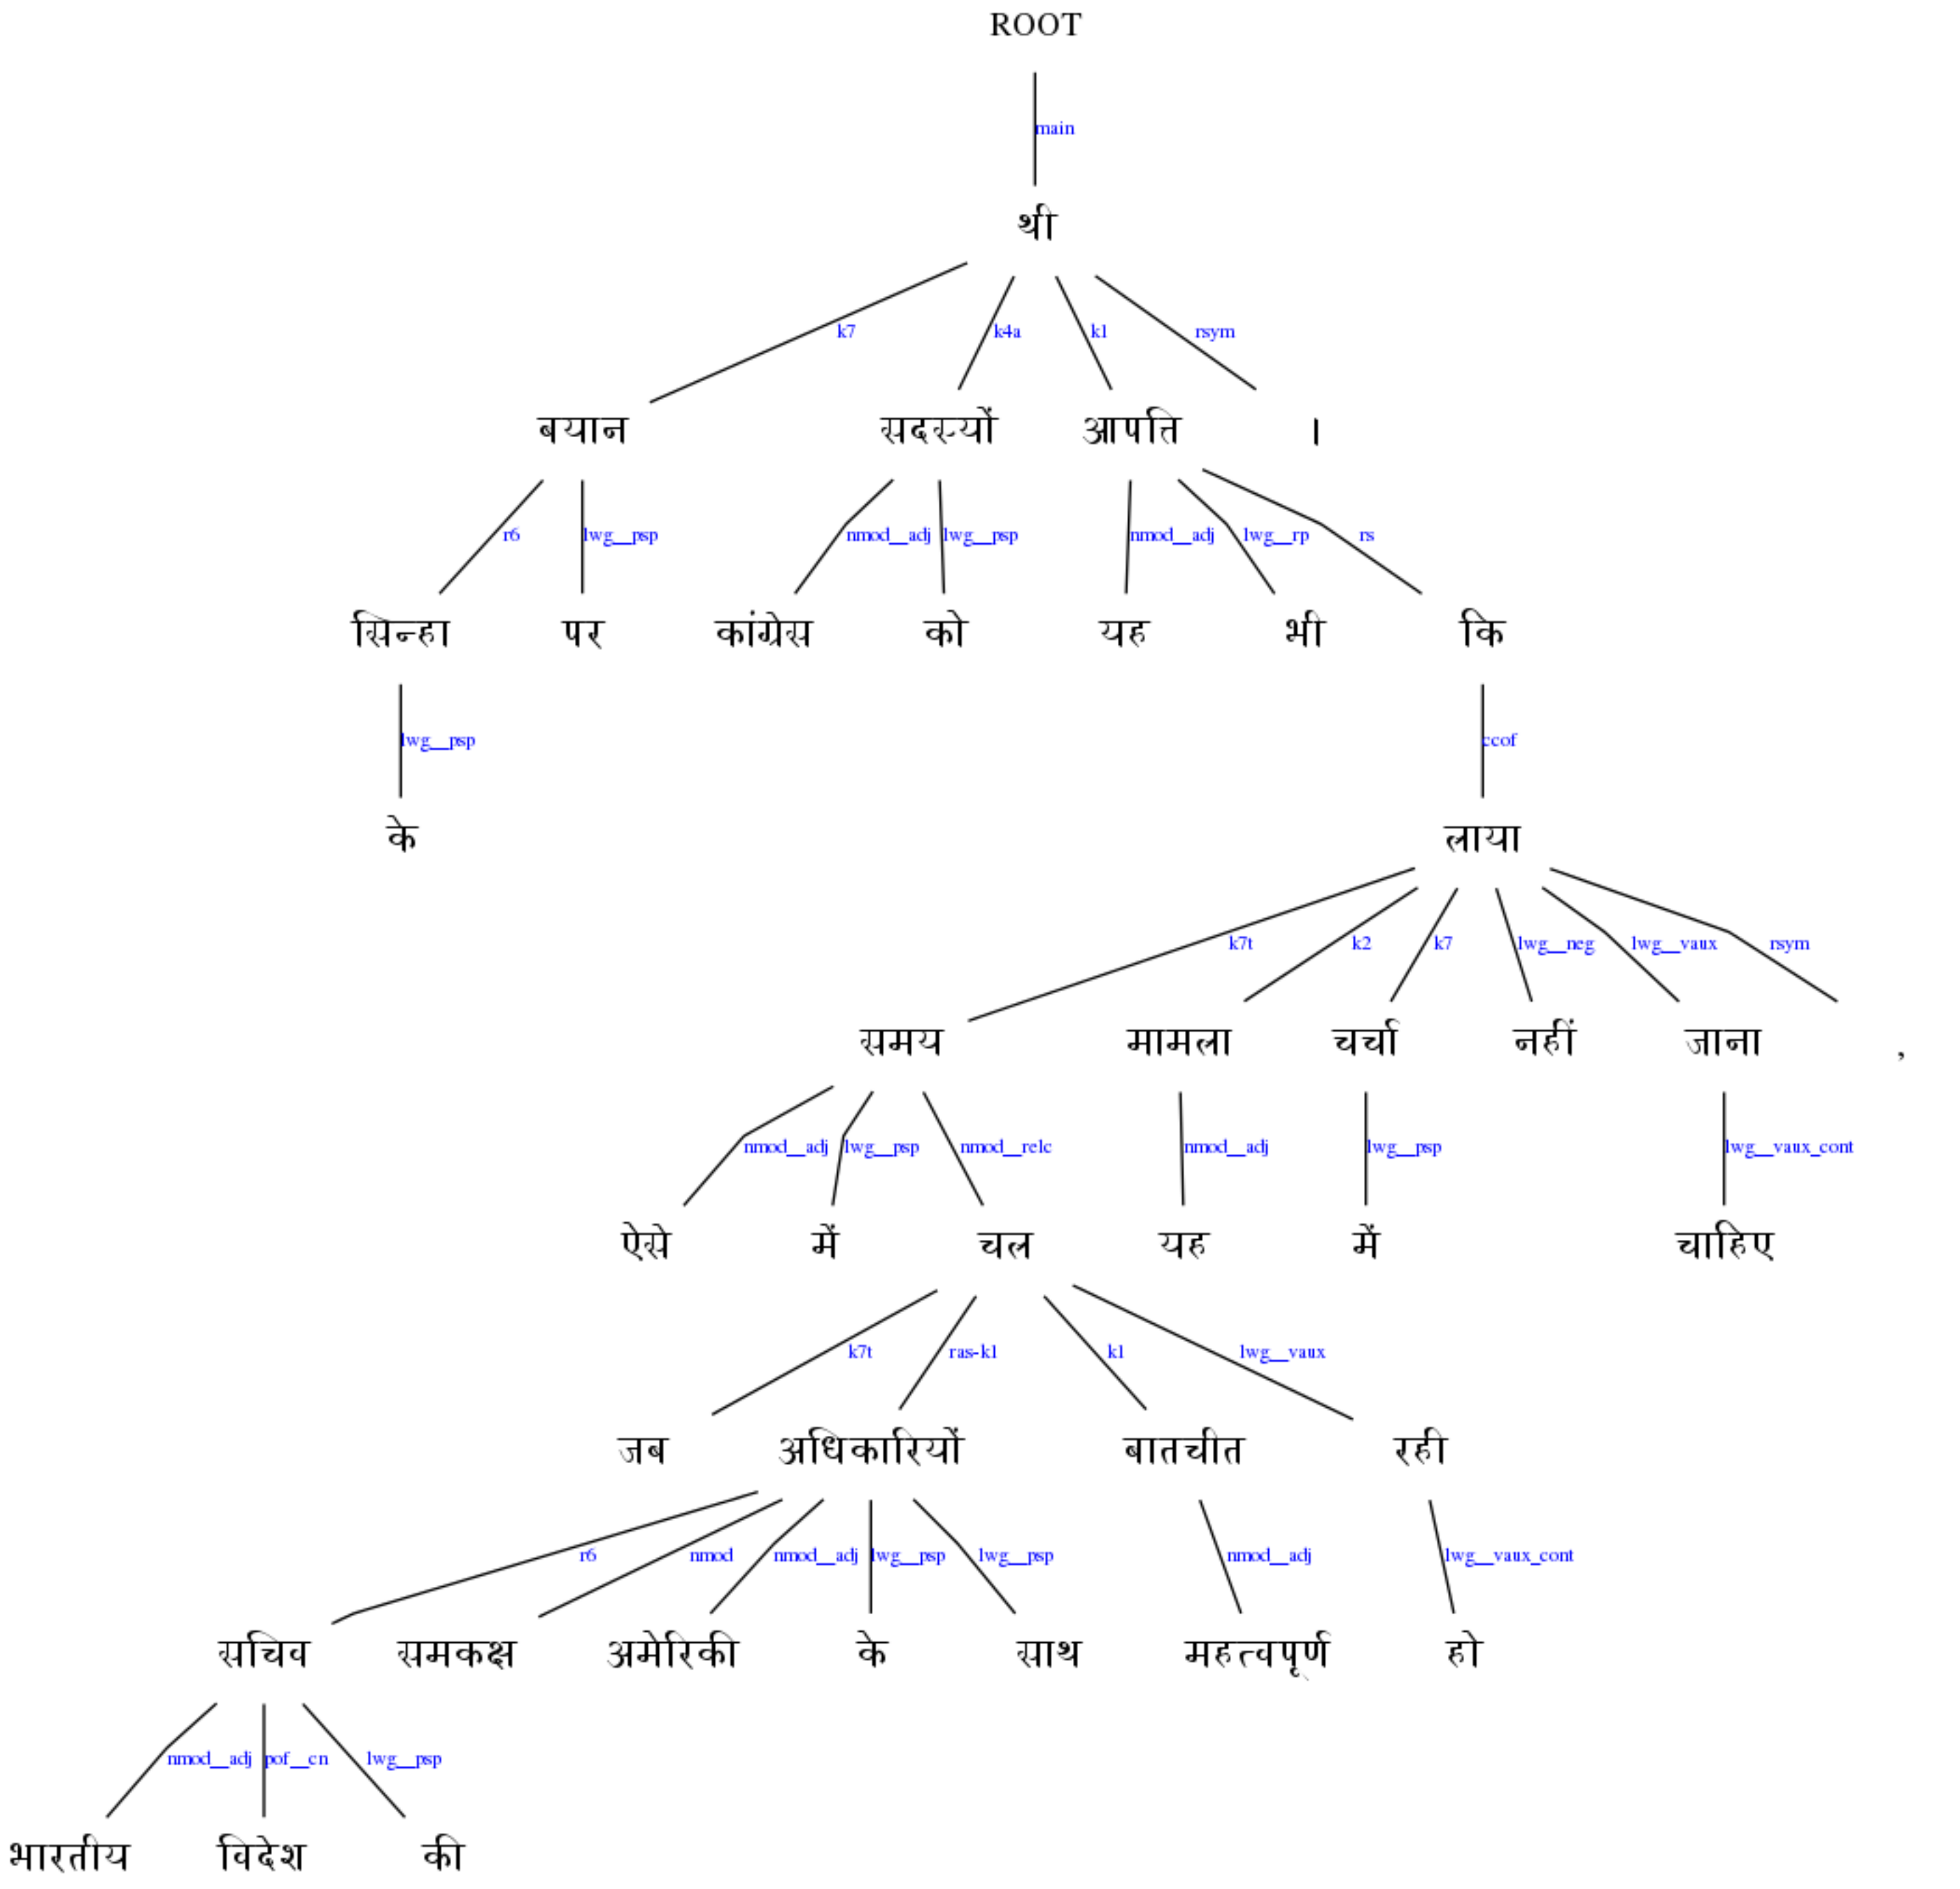 ROOT
main
थी
k7 k4a k1 rsym
बयान सदस्यों आपत्ति ।
r6 lwg__psp nmod__adj lwg__psp nmod__adj lwg__rp rs
सिन्हा पर कांग्रेस को यह भी कि
lwg__psp ccof
के लाया
k7t k2 k7 lwg__neg lwg__vaux rsym
समय मामला चर्चा नहीं जाना ,
nmod__adj lwg__psp nmod__relc nmod__adj lwg__psp lwg__vaux_cont
ऐसे में चल यह में चाहिए
k7t ras-k1 k1 lwg__vaux
जब अधिकारियों बातचीत रही
r6 nmod nmod__adj lwg__psp lwg__psp nmod__adj lwg__vaux_cont
सचिव समकक्ष अमेरिकी के साथ महत्वपूर्ण हो
nmod__adj pof__cn lwg__psp
भारतीय विदेश की